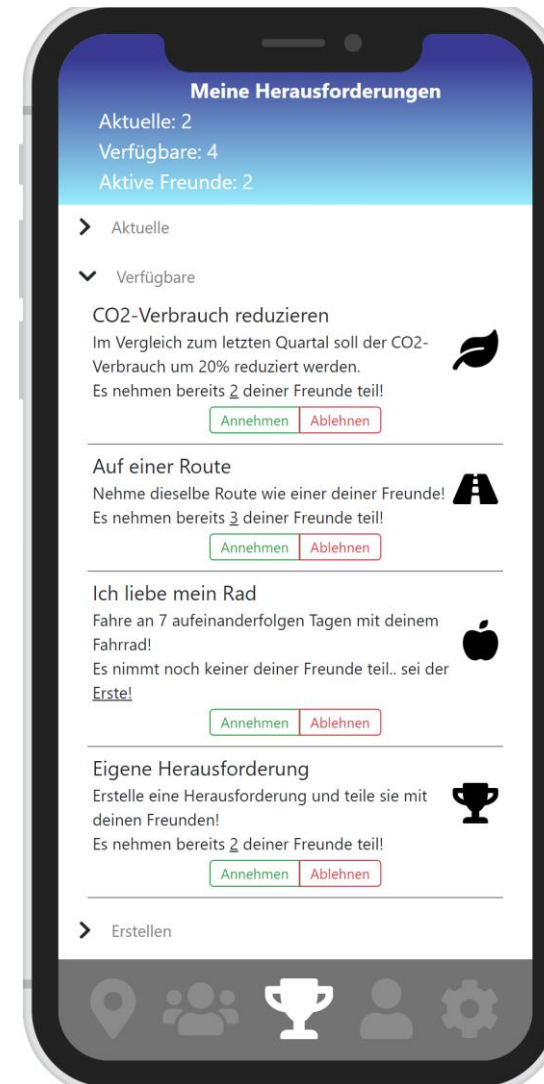 Meine Herausforderungen
Aktuelle: 2
Verfügbare: 4
Aktive Freunde: 2
Aktuelle
Verfügbare
CO2-Verbrauch reduzieren
Im Vergleich zum letzten Quartal soll der CO2-
Verbrauch um 20% reduziert werden.
Es nehmen bereits 2 deiner Freunde teil!
Annehmen Ablehnen
Auf einer Route
Nehme dieselbe Route wie einer deiner Freunde!
Es nehmen bereits 3 deiner Freunde teil!
Annehmen Ablehnen
Ich liebe mein Rad
Fahre an 7 aufeinanderfolgen Tagen mit deinem
Fahrrad!
Es nimmt noch keiner deiner Freunde teil.. sei der
Erste!
Annehmen Ablehnen
Eigene Herausforderung
Erstelle eine Herausforderung und teile sie mit
deinen Freunden!
Es nehmen bereits 2 deiner Freunde teil!
Annehmen Ablehnen
Erstellen